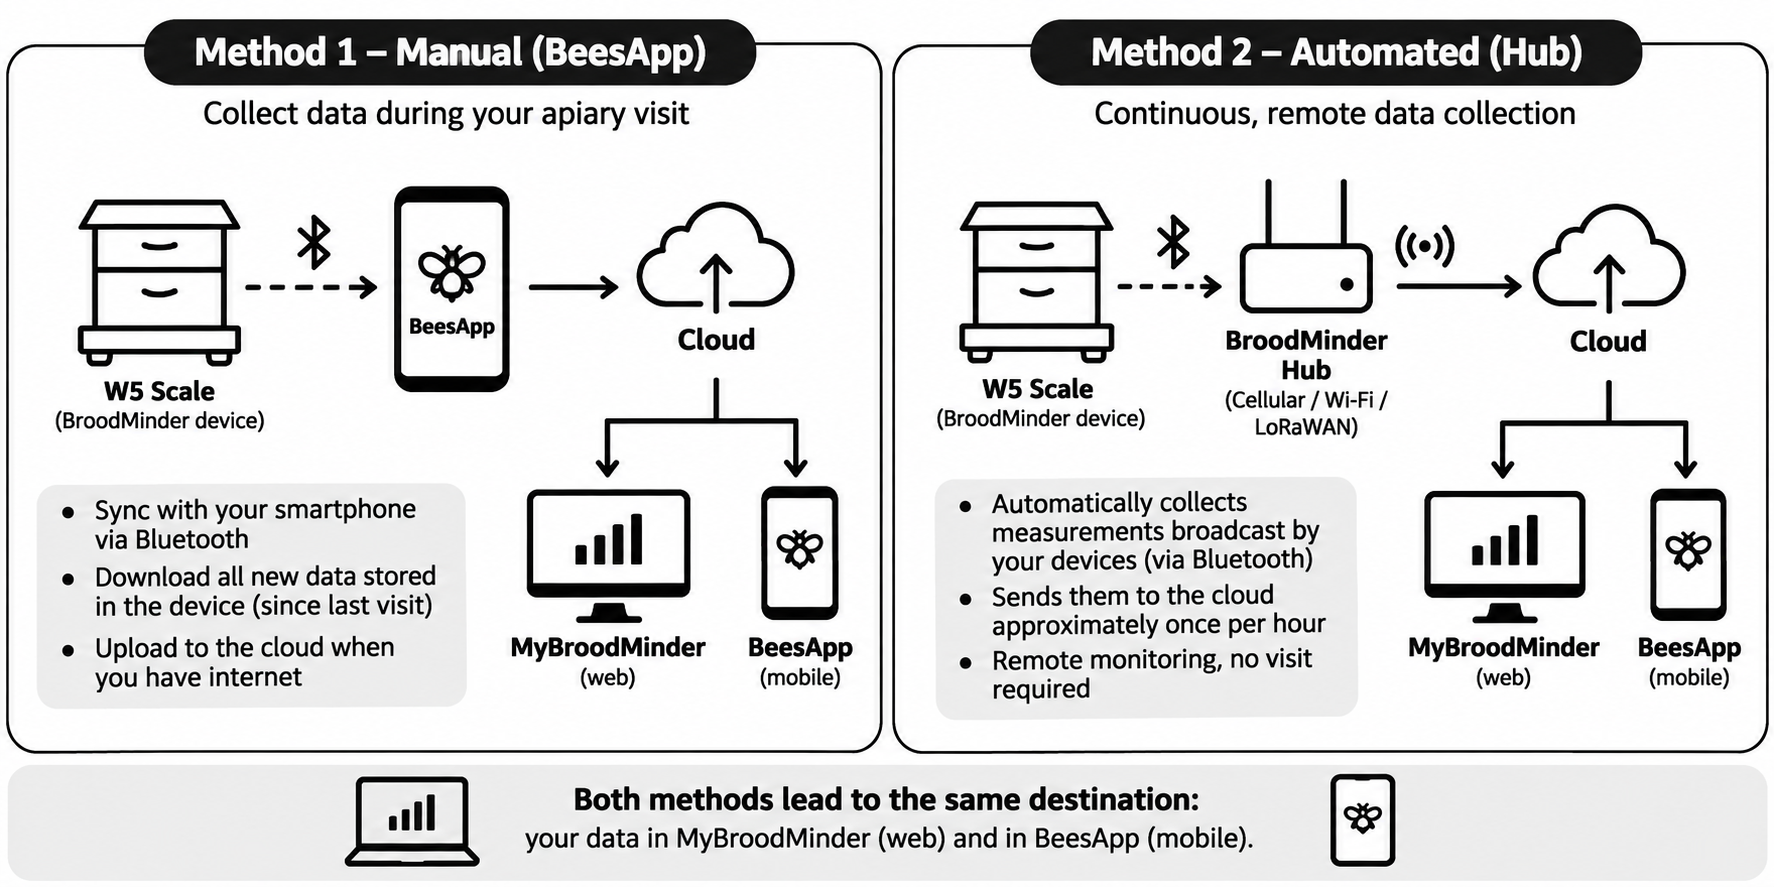 Method 1 – Manual (BeesApp)
Collect data during your apiary visit
BeesApp
Cloud
W5 Scale
(BroodMinder device)
Sync with your smartphone
via Bluetooth
Download all new data stored
in the device (since last visit)
Upload to the cloud when
you have internet
MyBroodMinder
(web)
BeesApp
(mobile)
Method 2 – Automated (Hub)
Continuous, remote data collection
W5 Scale
(BroodMinder device)
BroodMinder
Hub
(Cellular / Wi-Fi /
LoRaWAN)
Cloud
Automatically collects
measurements broadcast by
your devices (via Bluetooth)
Sends them to the cloud
approximately once per hour
Remote monitoring, no visit
required
MyBroodMinder
(web)
BeesApp
(mobile)
Both methods lead to the same destination:
your data in MyBroodMinder (web) and in BeesApp (mobile).